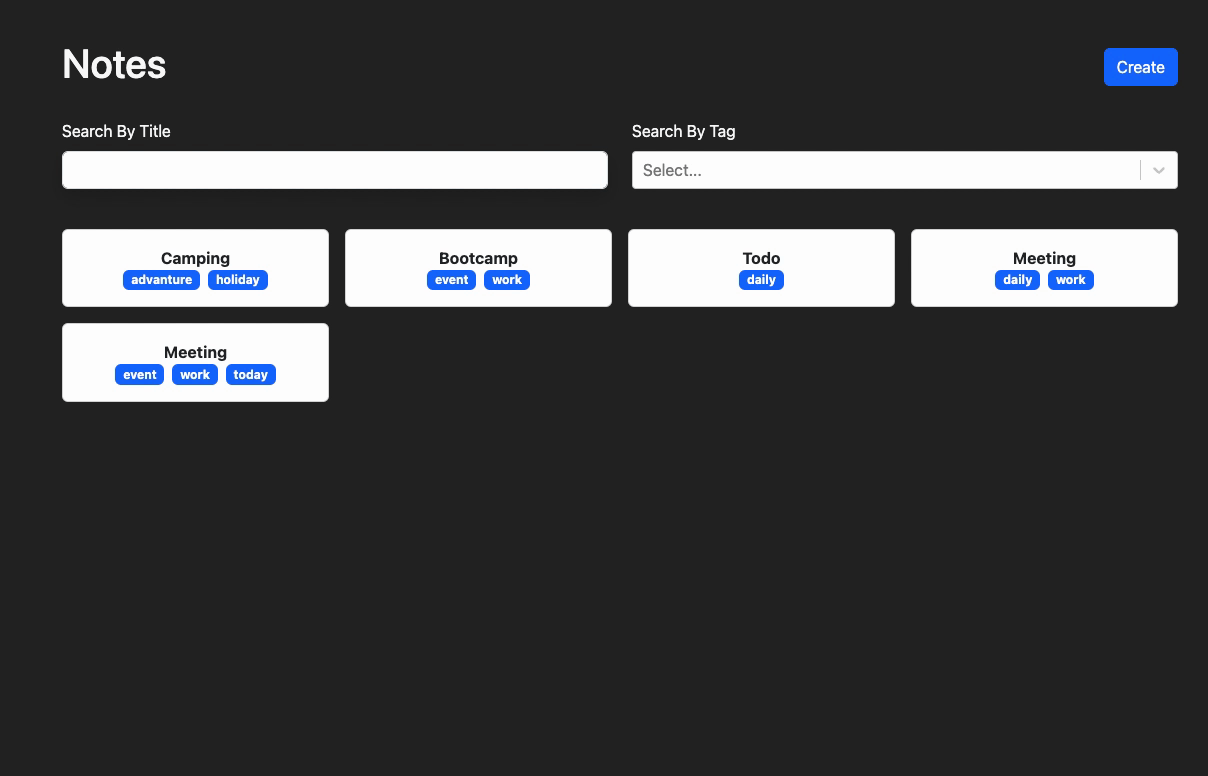 Notes
Create
Search By Title
Search By Tag
Select...
Camping
advanture holiday
Bootcamp
event work
Todo
daily
Meeting
daily work
Meeting
event work today